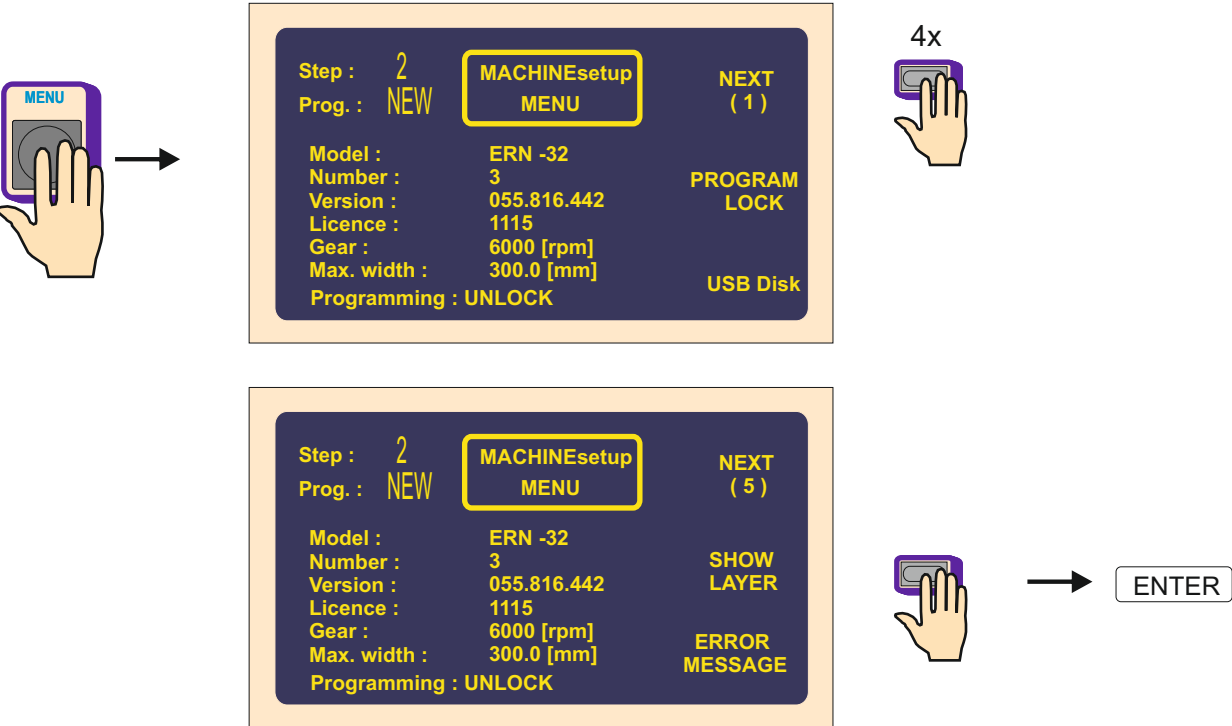 MENU
4x
Step : 2
Prog. : NEW
MACHINEsetup
MENU
NEXT
( 1 )
Model : ERN -32
Number : 3
Version : 055.816.442
Licence : 1115
Gear : 6000 [rpm]
Max. width : 300.0 [mm]
Programming : UNLOCK
PROGRAM
LOCK
USB Disk
Step : 2
Prog. : NEW
MACHINEsetup
MENU
NEXT
( 5 )
Model : ERN -32
Number : 3
Version : 055.816.442
Licence : 1115
Gear : 6000 [rpm]
Max. width : 300.0 [mm]
Programming : UNLOCK
SHOW
LAYER
ERROR
MESSAGE
ENTER